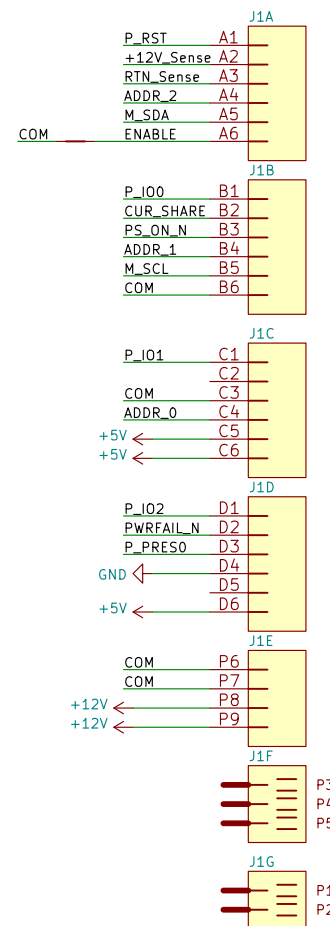 J1A
P_RST A1
+12V_Sense A2
RTN_Sense A3
ADDR_2 A4
M_SDA A5
COM ENABLE A6
J1B
P_IO0 B1
CUR_SHARE B2
PS_ON_N B3
ADDR_1 B4
M_SCL B5
COM B6
J1C
P_IO1 C1
C2
COM C3
ADDR_0 C4
+5V C5
+5V C6
J1D
P_IO2 D1
PWRFAIL_N D2
P_PRES0 D3
GND D4
D5
+5V D6
J1E
COM P6
COM P7
+12V P8
+12V P9
J1F
P3
P4
P5
J1G
P1
P2